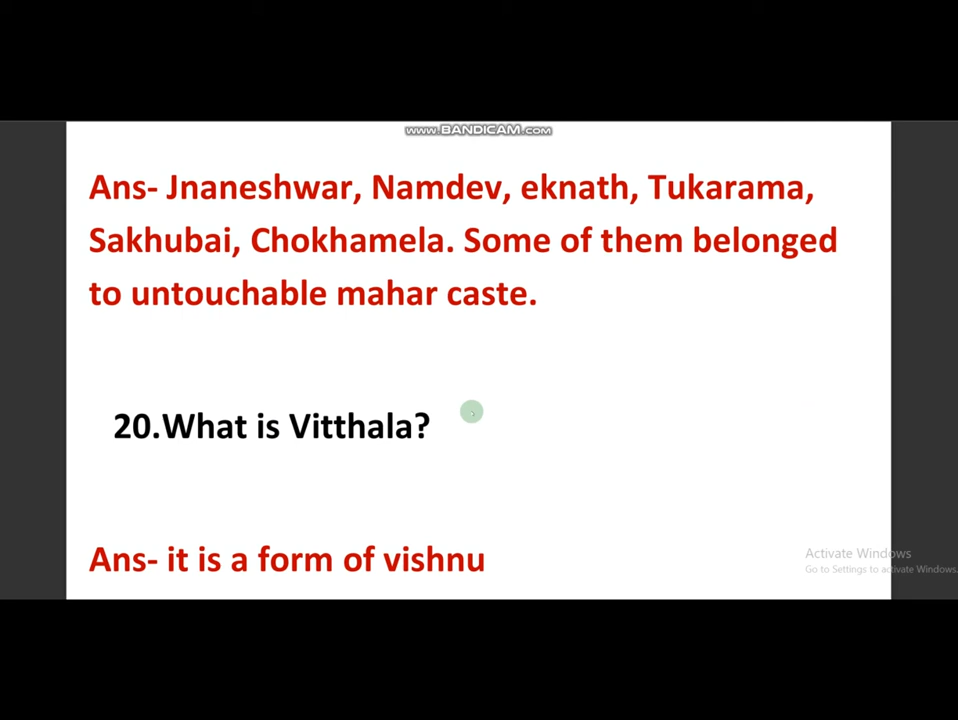 www.BANDICAM.com
Ans- Jnaneshwar, Namdev, eknath, Tukarama,
Sakhubai, Chokhamela. Some of them belonged
to untouchable mahar caste.
20.What is Vitthala?
Ans- it is a form of vishnu
Activate Windows
Go to Settings to activate Windows.